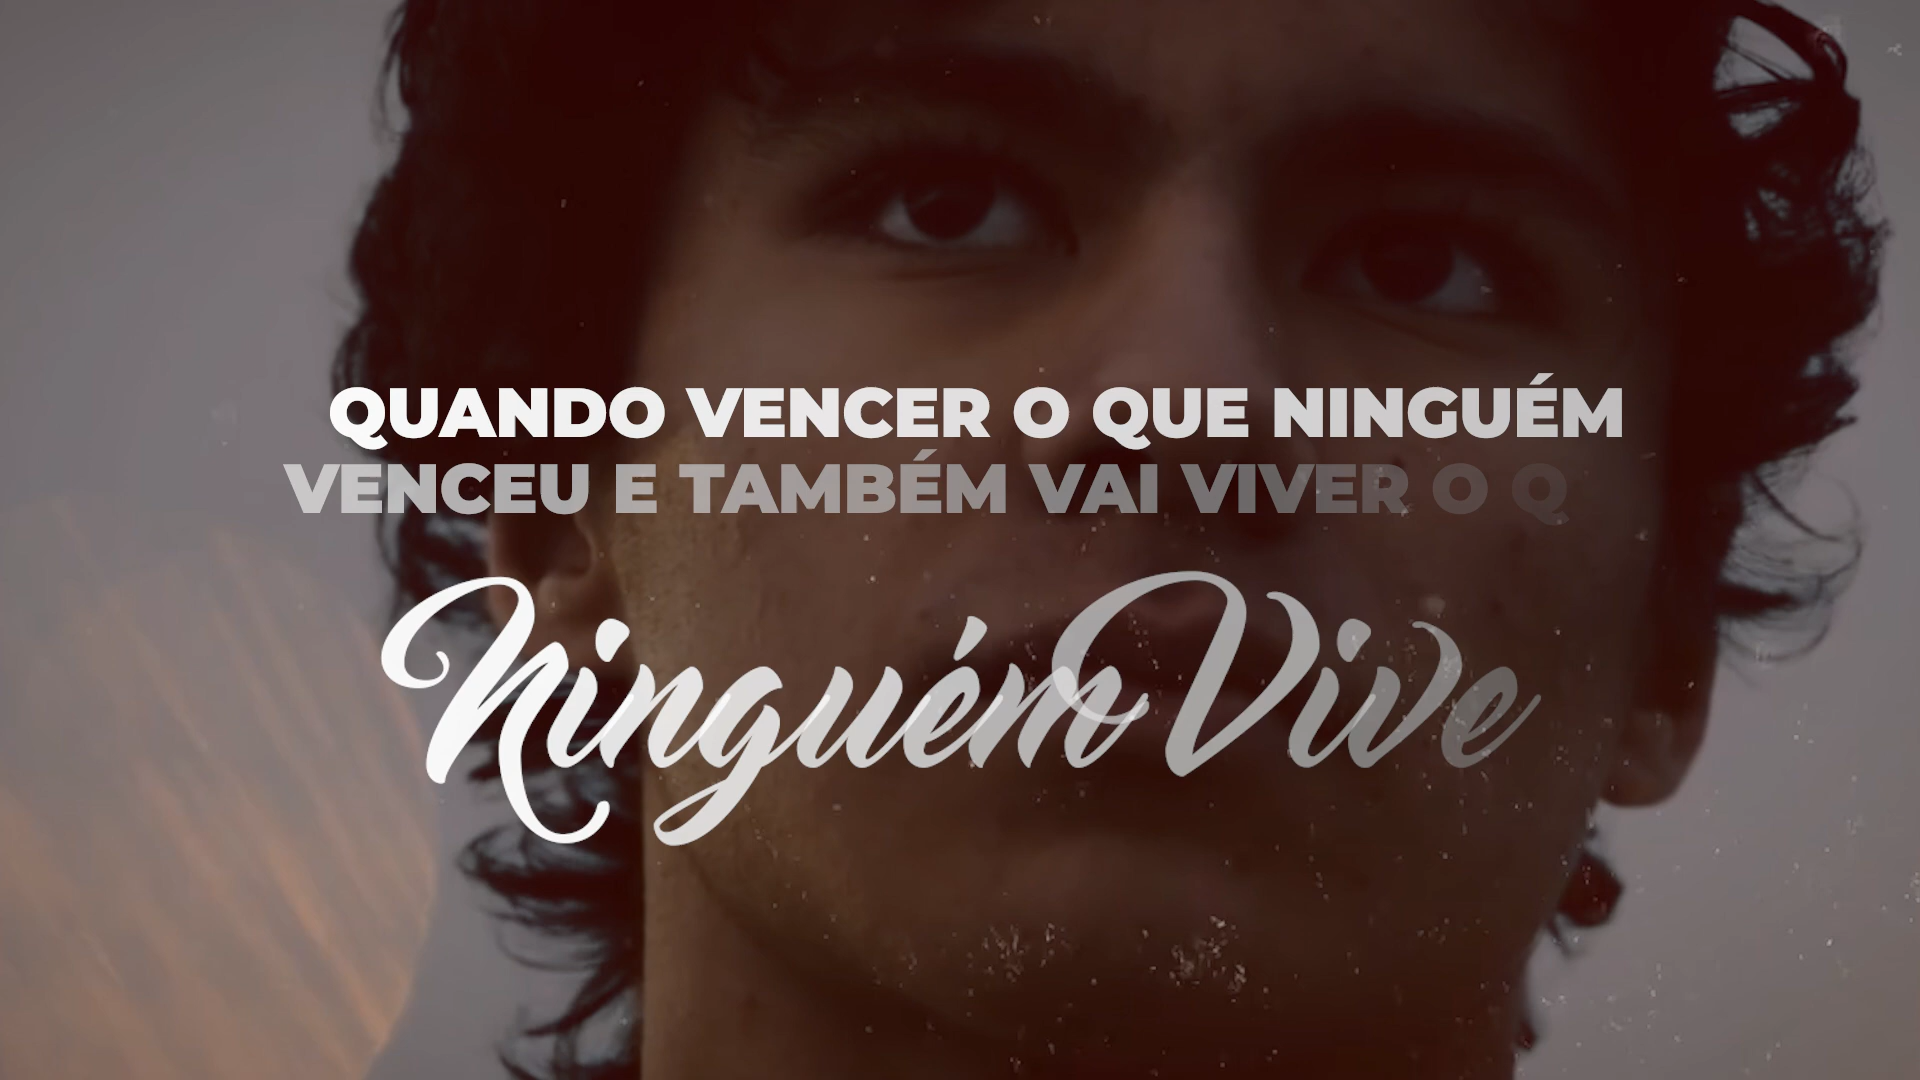 QUANDO VENCER O QUE NINGUÉM
VENCEU E TAMBÉM VAI VIVER O Q
Ninguém Vive